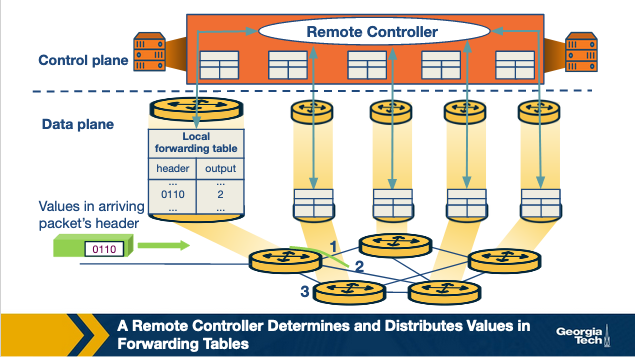 Remote Controller
Control plane
Data plane
Local
forwarding table
header output
... ...
0110 2
... ...
Values in arriving
packet's header
0110
1
2
3
A Remote Controller Determines and Distributes Values in
Forwarding Tables
Georgia
Tech